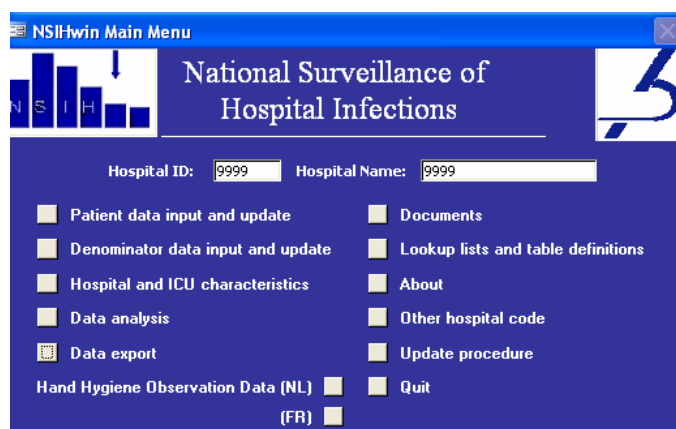 NSIHwin Main Menu
N S I H
National Surveillance of
Hospital Infections
Hospital ID: 9999 Hospital Name: 9999
Patient data input and update
Denominator data input and update
Hospital and ICU characteristics
Data analysis
Data export
Hand Hygiene Observation Data (NL)
(FR)
Documents
Lookup lists and table definitions
About
Other hospital code
Update procedure
Quit